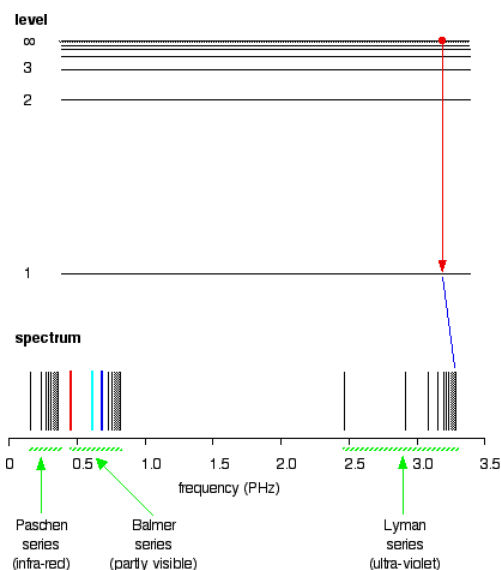 level
∞
3
2
1
spectrum
0 0.5 1.0 1.5 2.0 2.5 3.0 3.5
frequency (PHz)
Paschen
series
(infra-red)
Balmer
series
(partly visible)
Lyman
series
(ultra-violet)